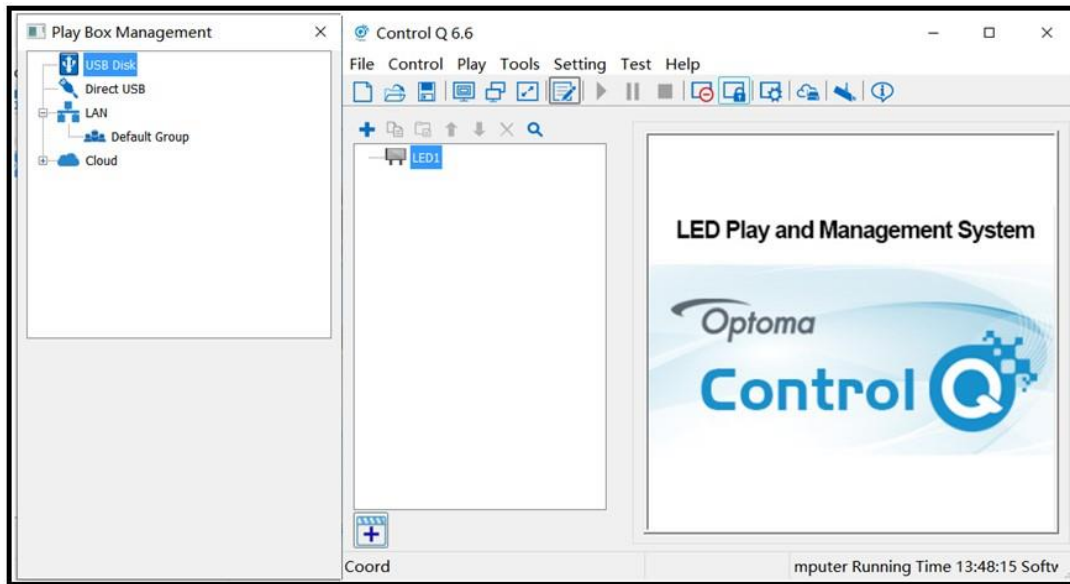 Play Box Management
USB Disk
Direct USB
LAN
Default Group
Cloud
Control Q 6.6
File Control Play Tools Setting Test Help
LED1
LED Play and Management System
Optoma
Control Q
Coord
mputer Running Time 13:48:15 Softv